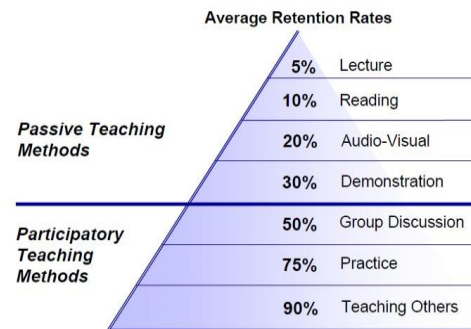 Average Retention Rates
5% Lecture
10% Reading
Passive Teaching
Methods
20% Audio-Visual
30% Demonstration
50% Group Discussion
Participatory
Teaching
Methods
75% Practice
90% Teaching Others